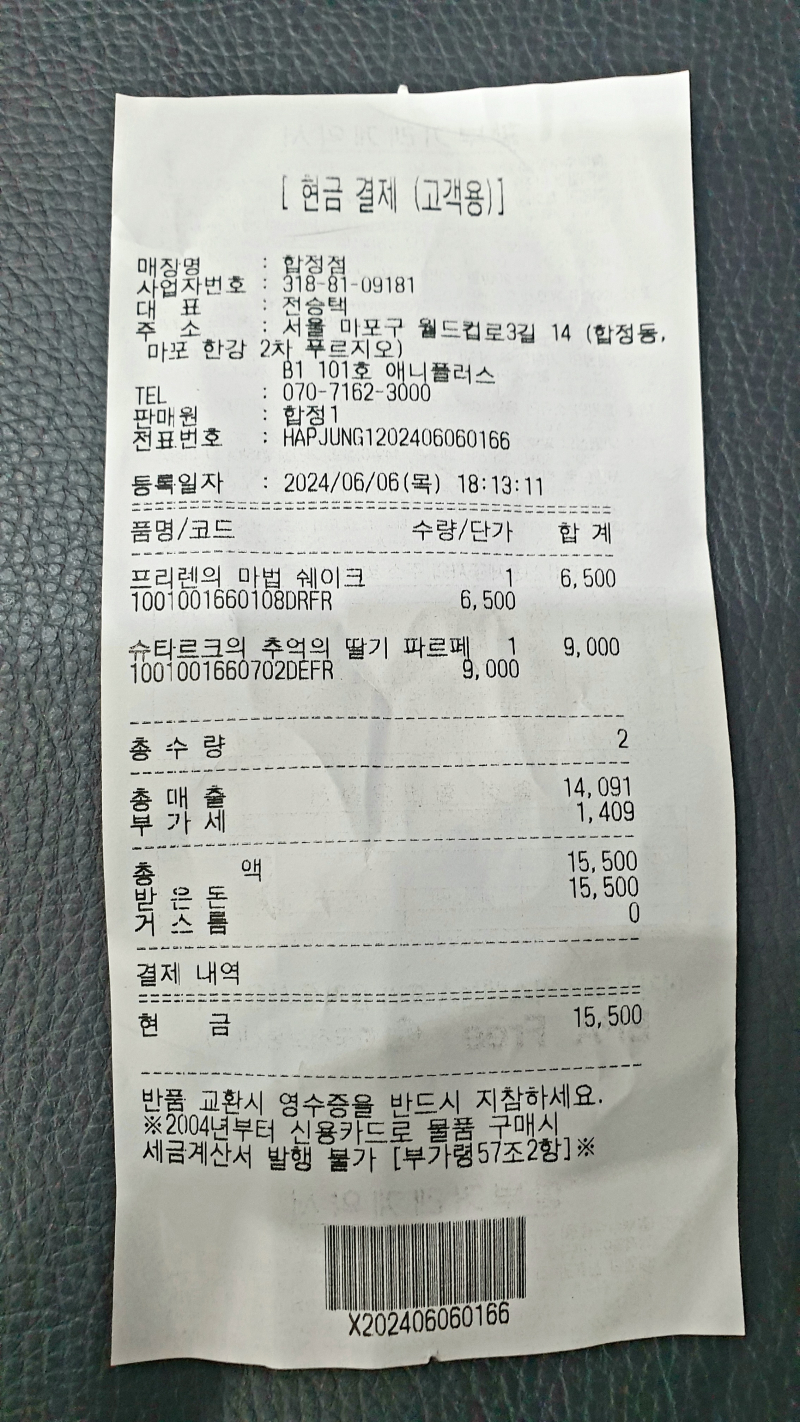 [ 현금 결제 (고객용)]
매장명 : 합정점
사업자번호 : 318-81-09181
대 표 : 전승택
주 소 : 서울 마포구 월드컵로3길 14 (합정동,
마포 한강 2차 푸르지오)
B1 101호 애니플러스
TEL : 070-7162-3000
판매원 : 합정1
전표번호 : HAPJUNG1202406060166
등록일자 : 2024/06/06(목) 18:13:11
품명/코드 수량/단가 합 계
프리렌의 마법 쉐이크 1 6,500
1001001660108DRFR 6,500
슈타르크의 추억의 딸기 파르페 1 9,000
1001001660702DEFR 9,000
총 수 량 2
총 매 출 14,091
부 가 세 1,409
총 액 15,500
받 은 돈 15,500
거 스 름 0
결제 내역
현 금 15,500
반품 교환시 영수증을 반드시 지참하세요.
※2004년부터 신용카드로 물품 구매시
세금계산서 발행 불가 [부가령57조2항]※
X202406060166